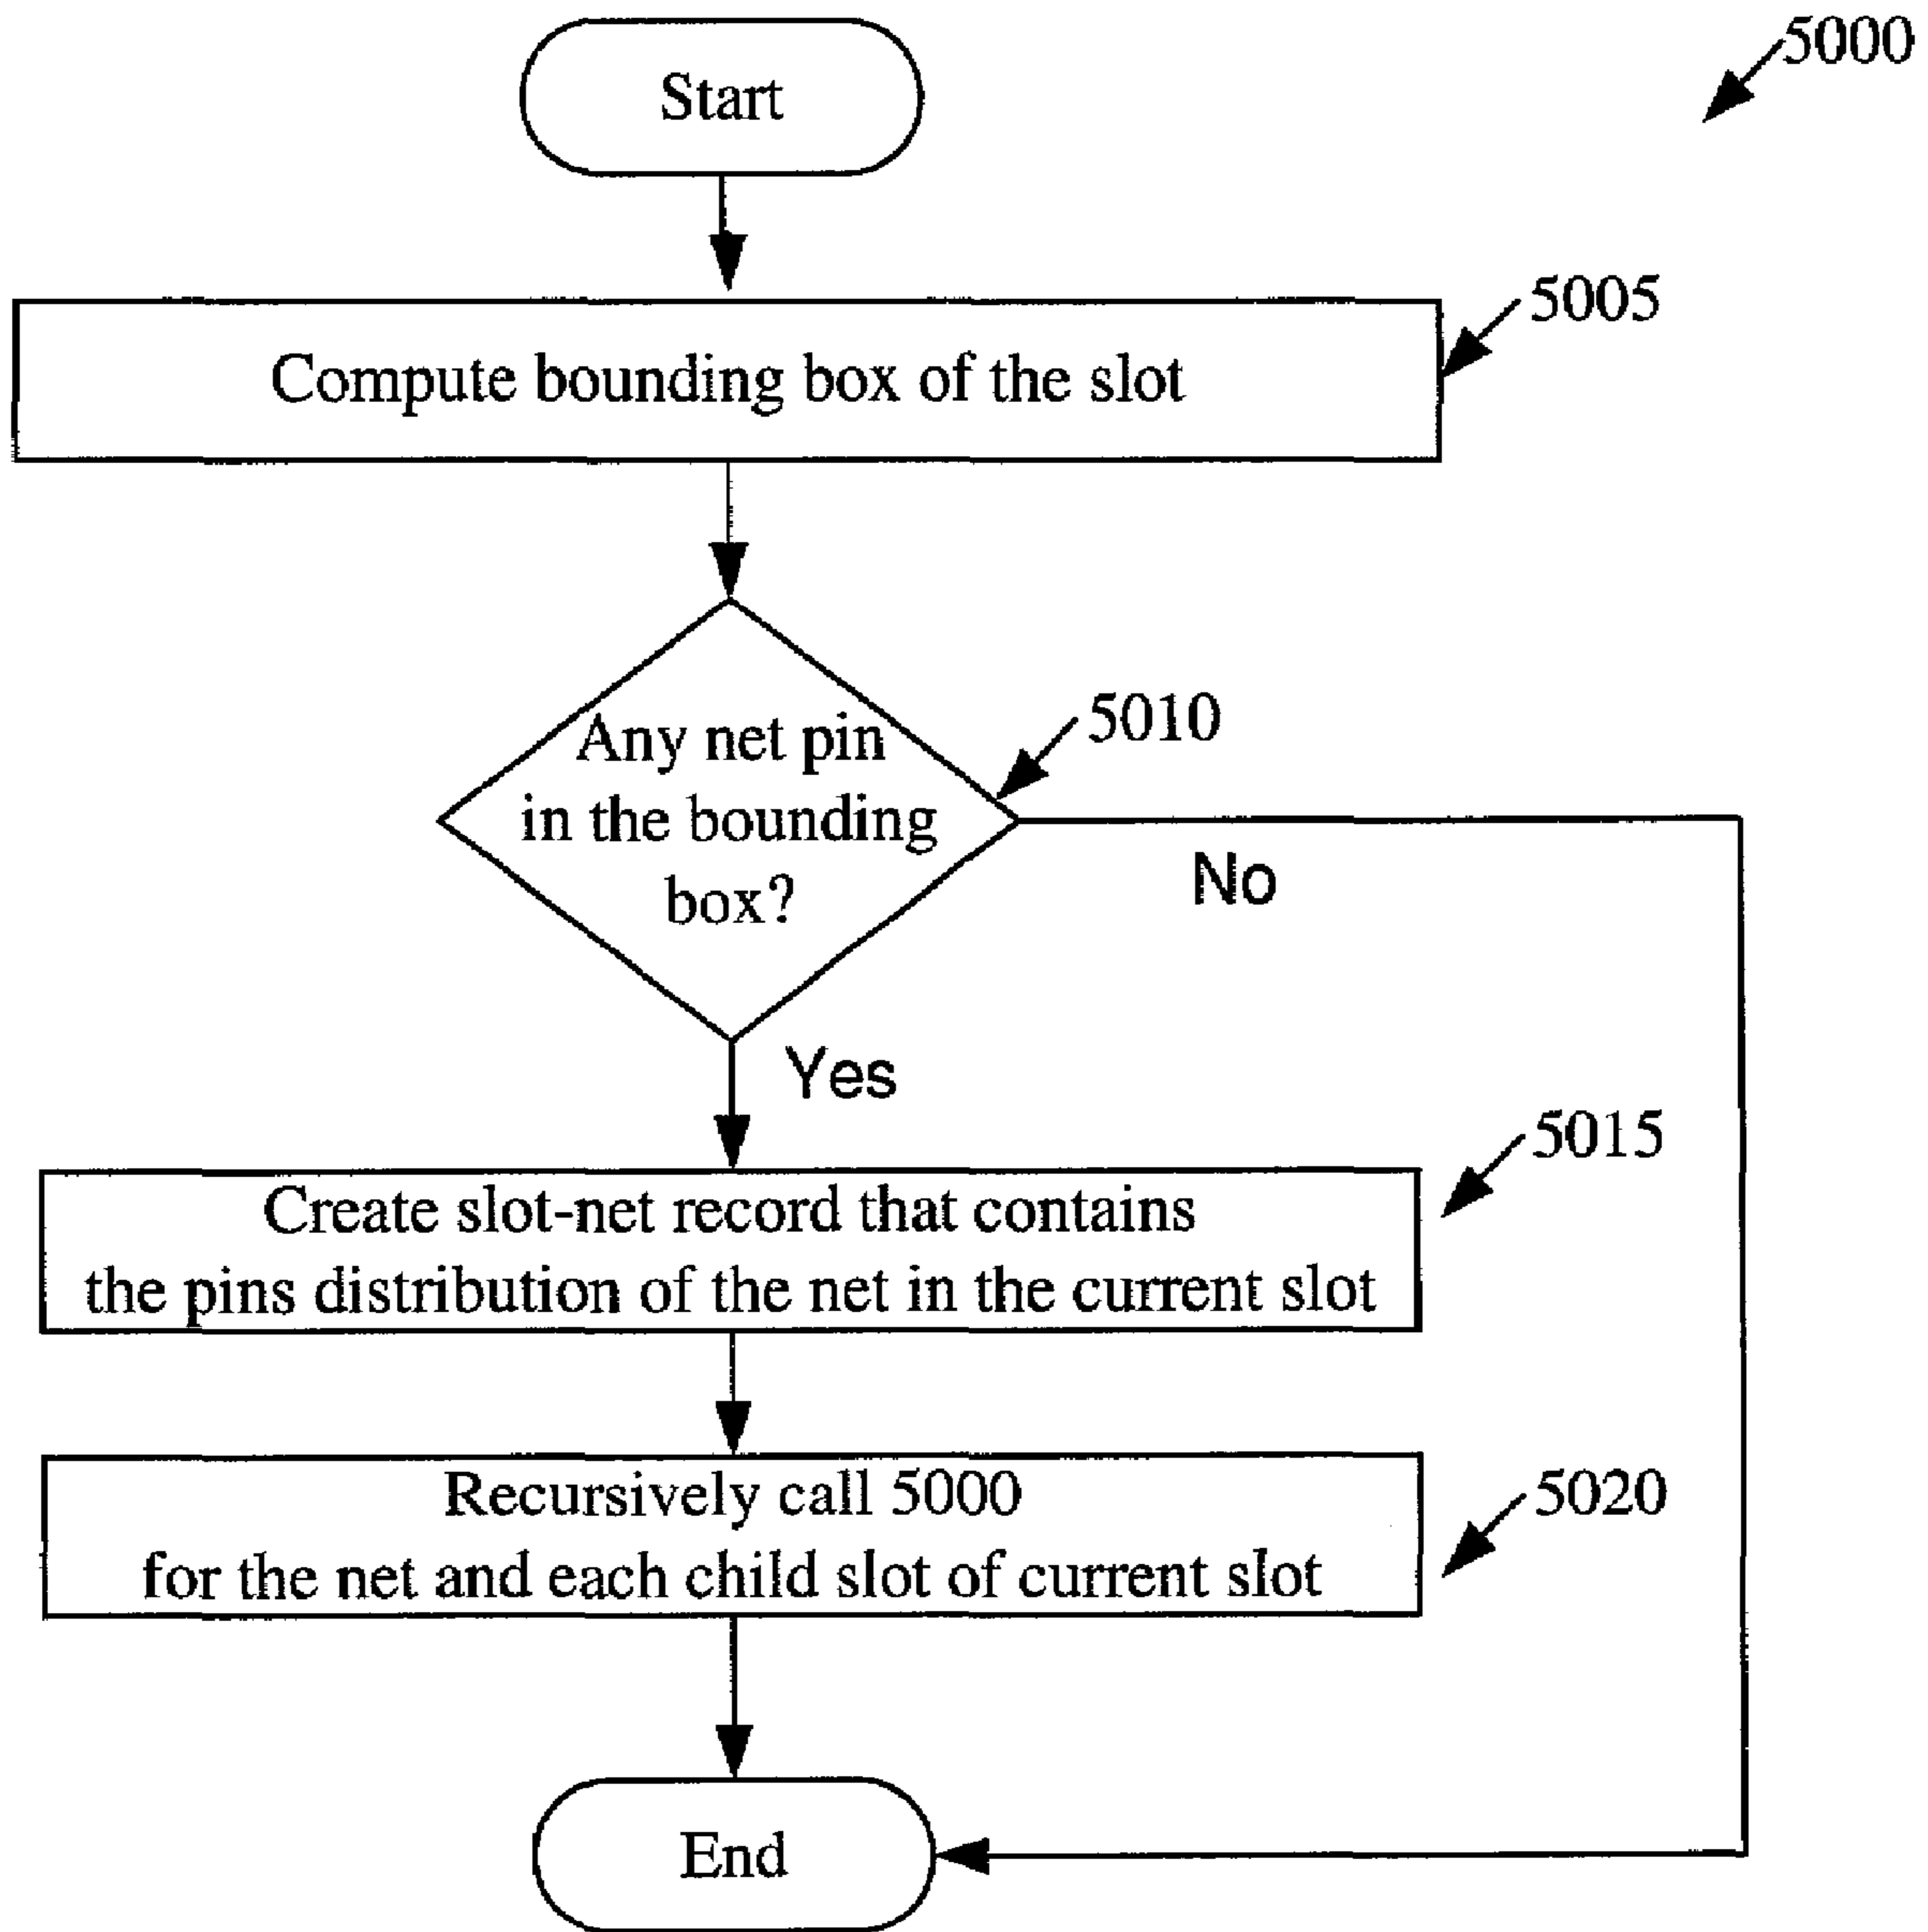 5000
Start
5005
Compute bounding box of the slot
5010
Any net pin
in the bounding
box?
No
Yes
5015
Create slot-net record that contains
the pins distribution of the net in the current slot
5020
Recursively call 5000
for the net and each child slot of current slot
End